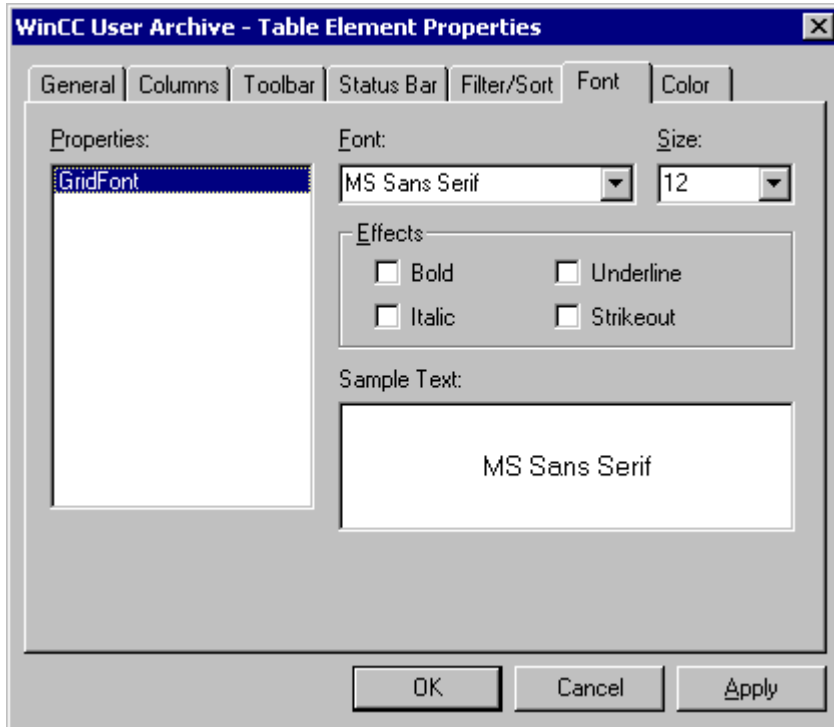 WinCC User Archive - Table Element Properties
General Columns Toolbar Status Bar Filter/Sort Font Color
Properties: Font: Size:
GridFont MS Sans Serif 12
Effects
Bold Underline
Italic Strikeout
Sample Text:
MS Sans Serif
OK Cancel Apply